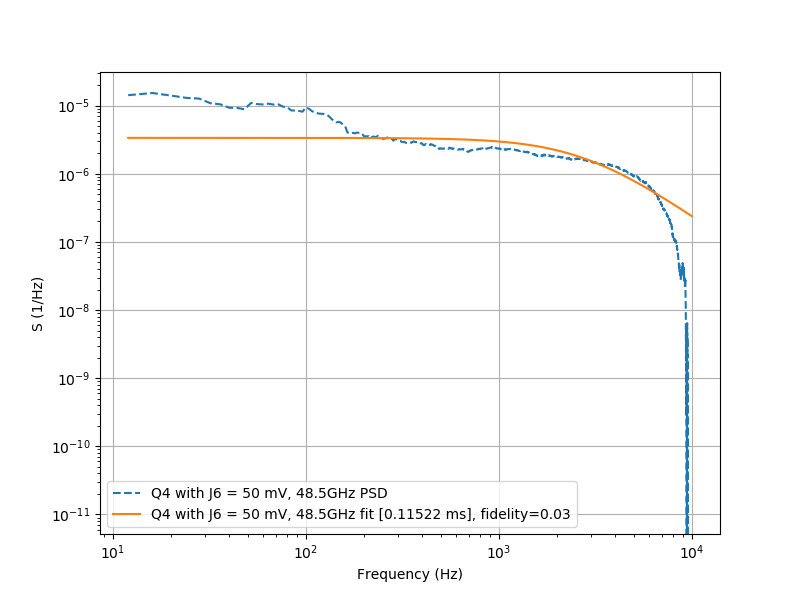 10⁻⁵
10⁻⁶
10⁻⁷
10⁻⁸
10⁻⁹
10⁻¹⁰
10⁻¹¹
S (1/Hz)
Q4 with J6 = 50 mV, 48.5GHz PSD
Q4 with J6 = 50 mV, 48.5GHz fit [0.11522 ms], fidelity=0.03
10¹ 10² 10³ 10⁴
Frequency (Hz)